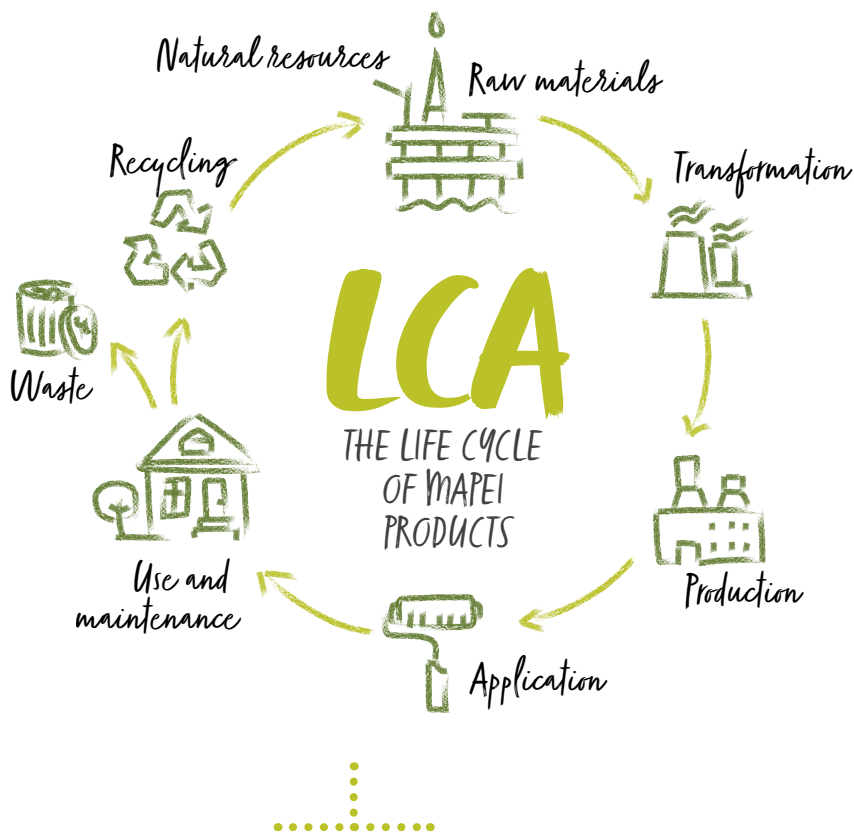 Natural resources
Raw materials
Transformation
Recycling
Waste
LCA
THE LIFE CYCLE
OF MAPEI
PRODUCTS
Use and
maintenance
Production
Application